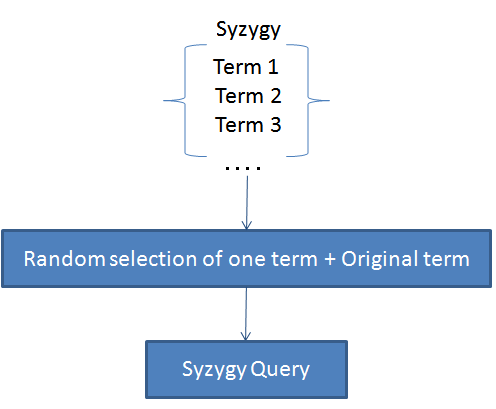 Syzygy
Term 1
Term 2
Term 3
....
Random selection of one term + Original term
Syzygy Query